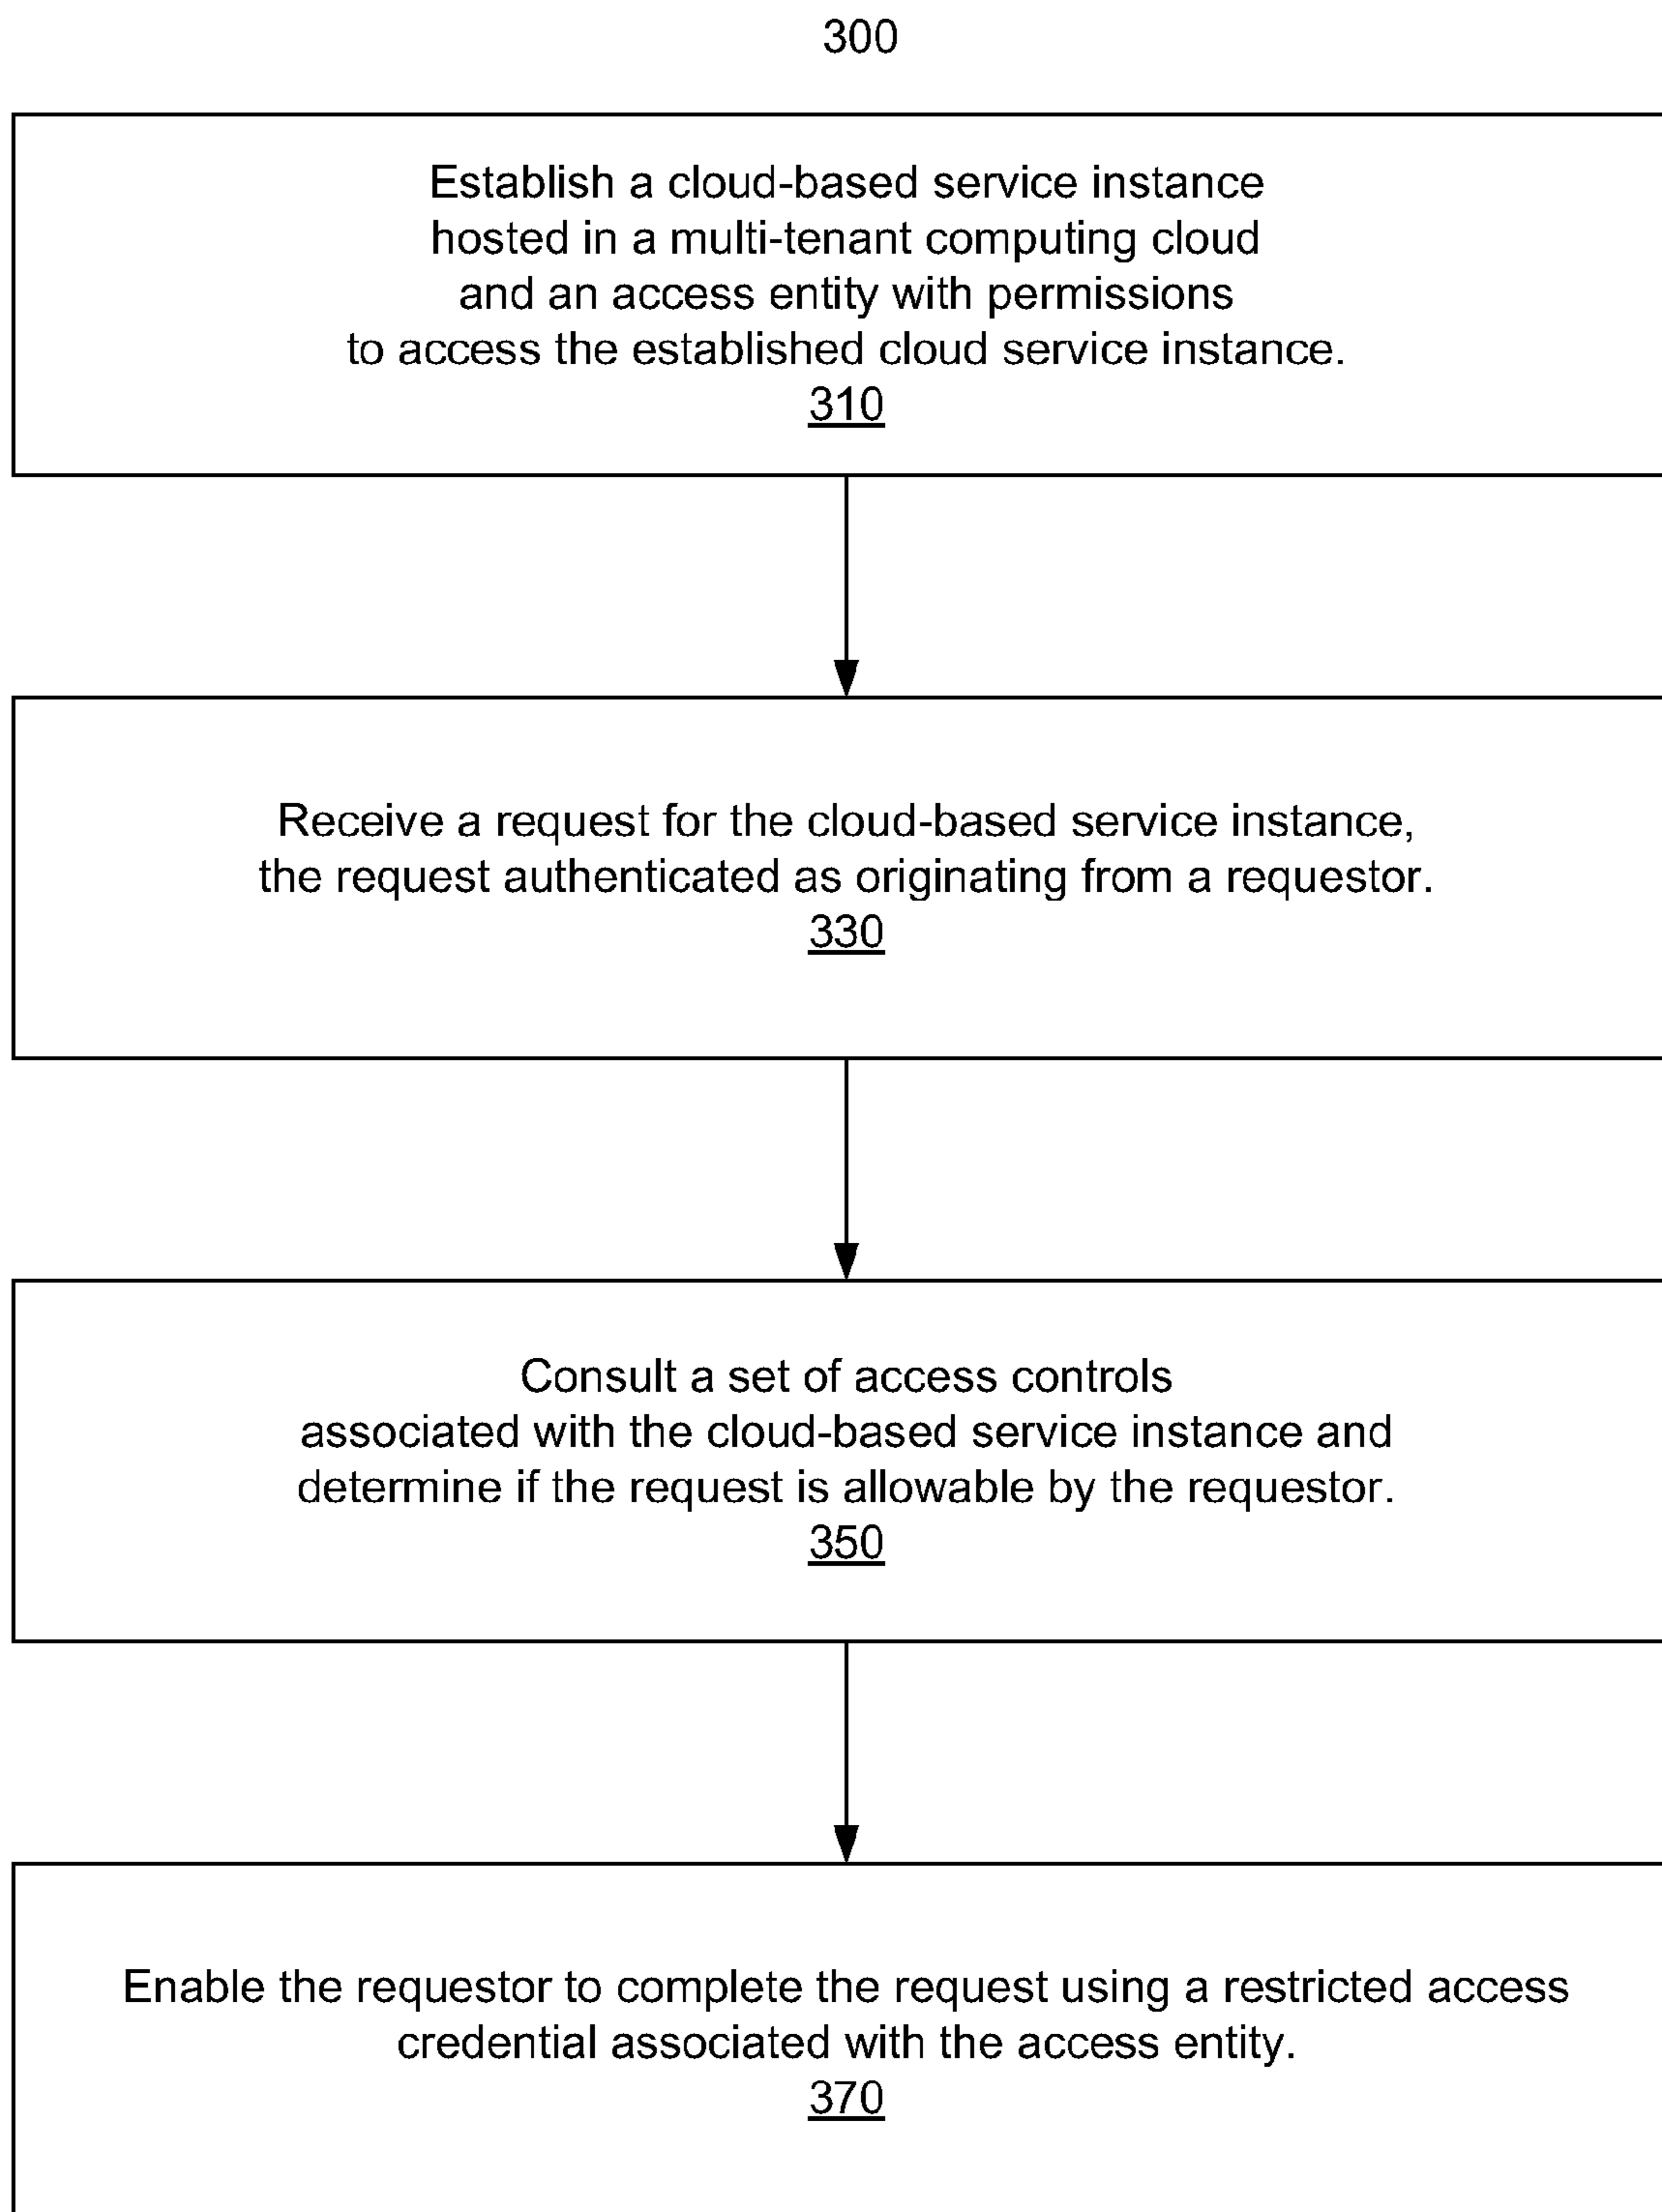 300
Establish a cloud-based service instance
hosted in a multi-tenant computing cloud
and an access entity with permissions
to access the established cloud service instance.
310
Receive a request for the cloud-based service instance,
the request authenticated as originating from a requestor.
330
Consult a set of access controls
associated with the cloud-based service instance and
determine if the request is allowable by the requestor.
350
Enable the requestor to complete the request using a restricted access
credential associated with the access entity.
370